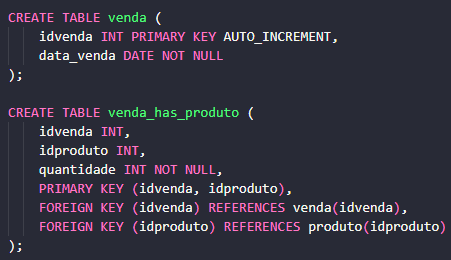 CREATE TABLE venda (
    idvenda INT PRIMARY KEY AUTO_INCREMENT,
    data_venda DATE NOT NULL
);

CREATE TABLE venda_has_produto (
    idvenda INT,
    idproduto INT,
    quantidade INT NOT NULL,
    PRIMARY KEY (idvenda, idproduto),
    FOREIGN KEY (idvenda) REFERENCES venda(idvenda),
    FOREIGN KEY (idproduto) REFERENCES produto(idproduto)
);